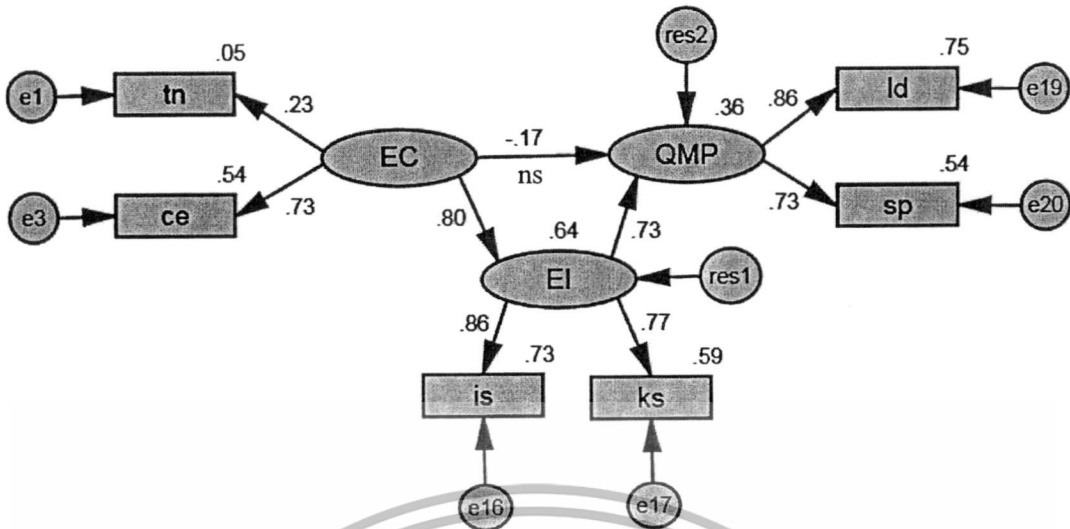 res2
.05
.75
e1
tn
ld
e19
.23
.36
.86
-.17
EC
QMP
ns
.54
.54
e3
ce
.73
.73
sp
e20
.80
.64
.73
EI
res1
.86
.77
.73
.59
is
ks
e16
e17